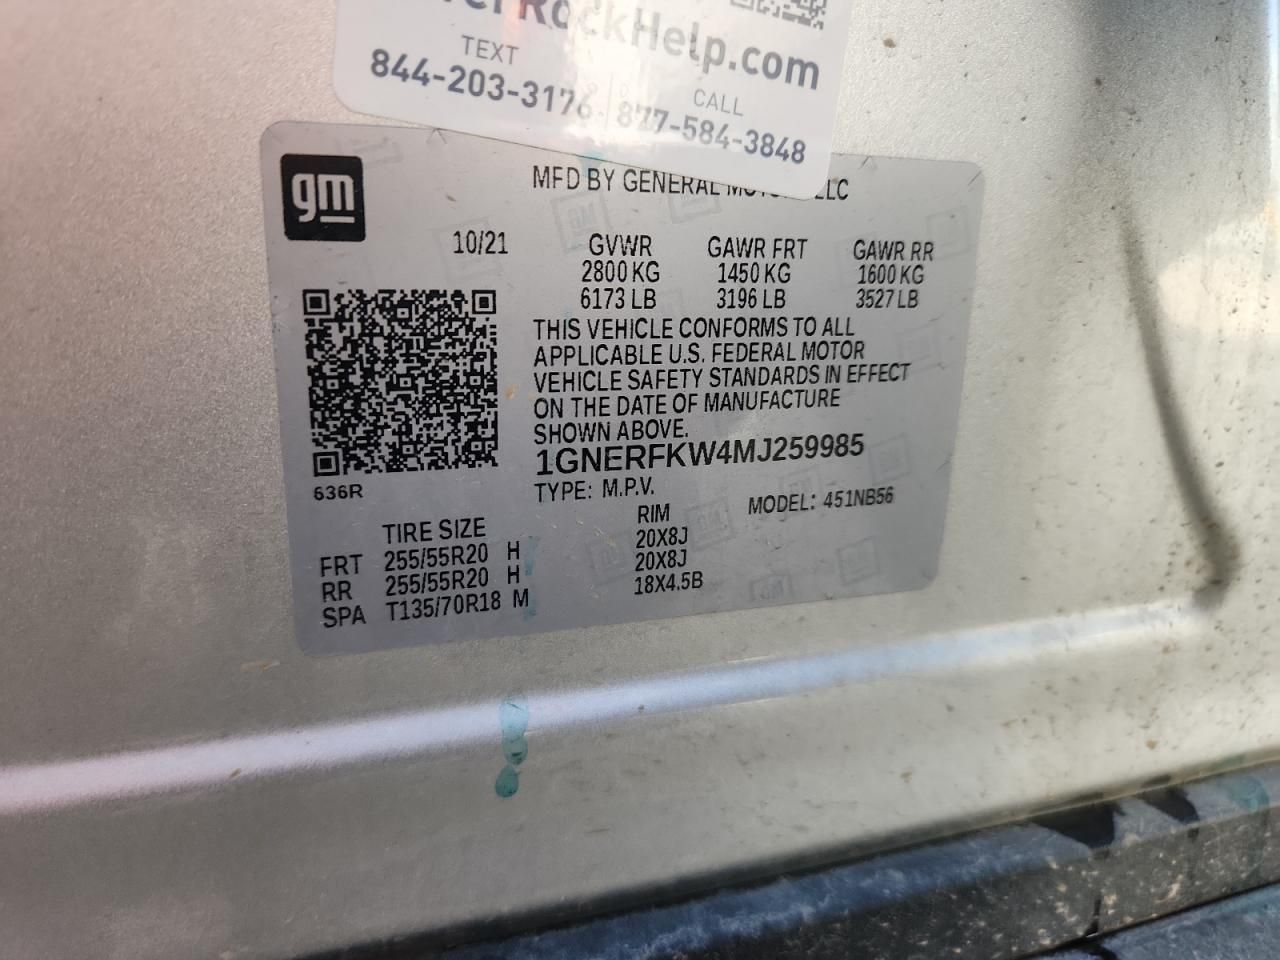 RockHelp.com
TEXT
844-203-3176
CALL
877-584-3848
gm
MFD BY GENERAL LLC
10/21
GVWR GAWR FRT GAWR RR
2800 KG 1450 KG 1600 KG
6173 LB 3196 LB 3527 LB
THIS VEHICLE CONFORMS TO ALL
APPLICABLE U.S. FEDERAL MOTOR
VEHICLE SAFETY STANDARDS IN EFFECT
ON THE DATE OF MANUFACTURE
SHOWN ABOVE.
1GNERFKW4MJ259985
TYPE: M.P.V. MODEL: 451NB56
636R
TIRE SIZE RIM
FRT 255/55R20 H 20X8J
RR 255/55R20 H 20X8J
SPA T135/70R18 M 18X4.5B